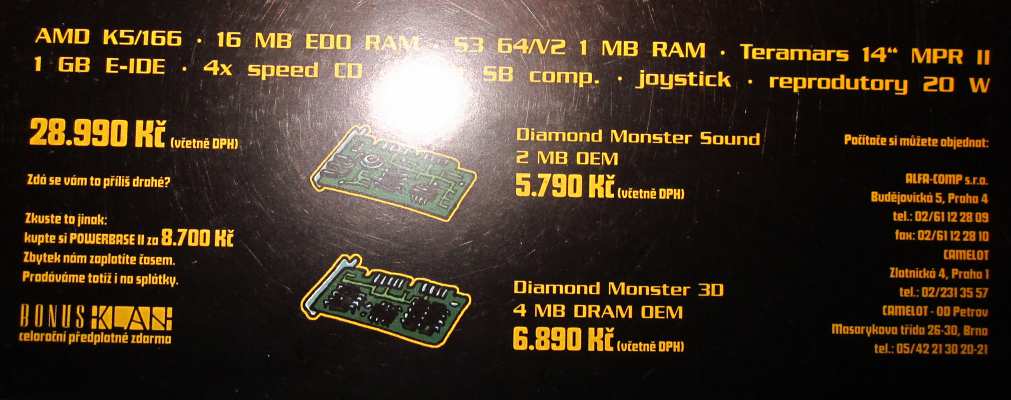 AMD K5/166 · 16 MB EDO RAM · S3 64/V2 1 MB RAM · Teramars 14“ MPR II
1 GB E-IDE · 4x speed CD SB comp. · joystick · reprodutory 20 W
28.990 Kč (včetně DPH)
Zdá se vám to příliš drahé?
Zkuste to jinak:
kupte si POWERBASE II za 8.700 Kč
Zbytek nám zaplatíte časem.
Prodáváme totiž i na splátky.
BONUS KLAN
celoroční předplatné zdarma
Diamond Monster Sound
2 MB OEM
5.790 Kč (včetně DPH)
Diamond Monster 3D
4 MB DRAM OEM
6.890 Kč (včetně DPH)
Počítače si můžete objednat:
ALFA-COMP s.r.o.
Budějovická 5, Praha 4
tel.: 02/61 12 28 09
fax: 02/61 12 28 10
CAMELOT
Zlatnická 4, Praha 1
tel.: 02/231 35 57
CAMELOT - OD Petrov
Masarykova třída 26-30, Brno
tel.: 05/42 21 30 20-21